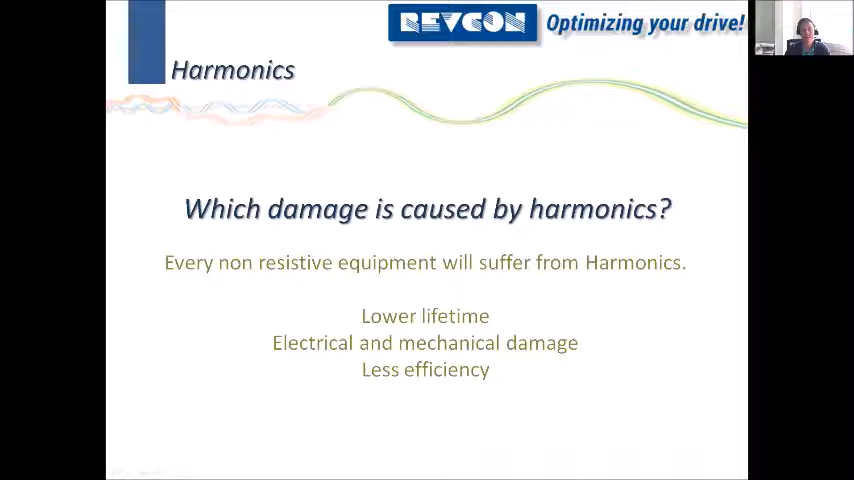 REVCON Optimizing your drive!
Harmonics
Which damage is caused by harmonics?
Every non resistive equipment will suffer from Harmonics.
Lower lifetime
Electrical and mechanical damage
Less efficiency